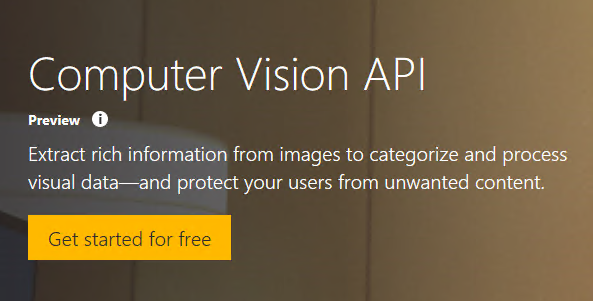 Computer Vision API
Preview i
Extract rich information from images to categorize and process
visual data—and protect your users from unwanted content.
Get started for free